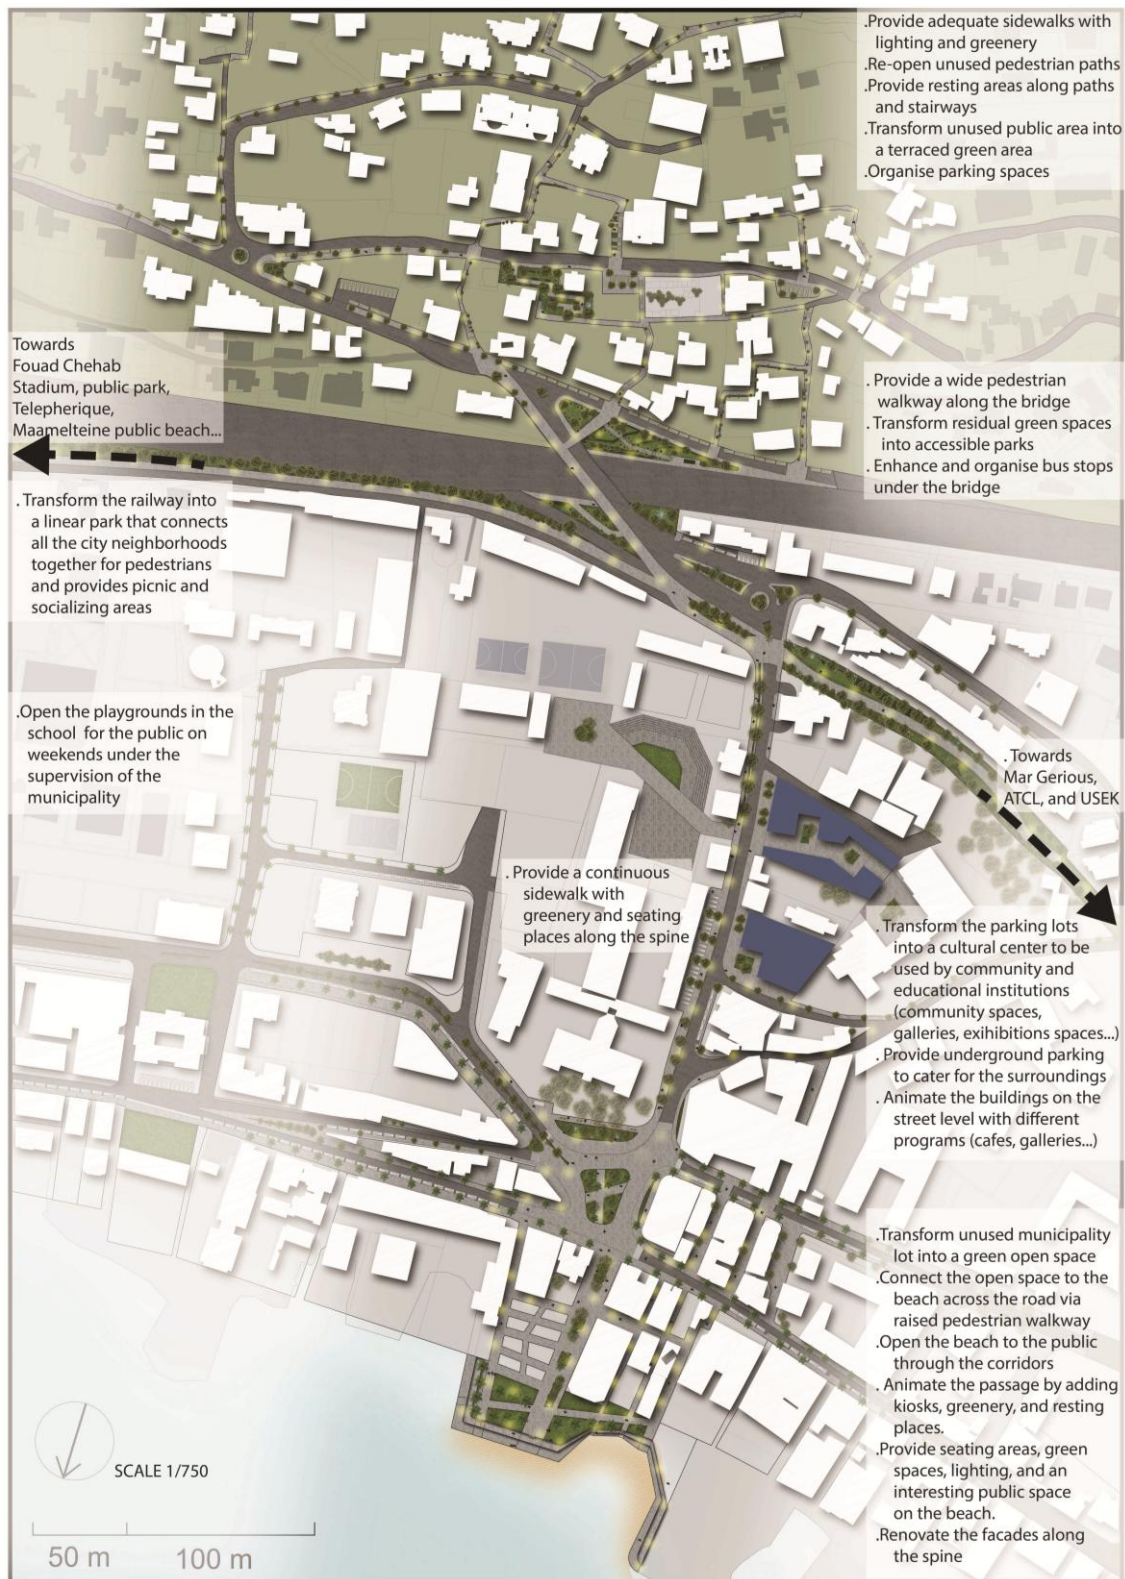 .Provide adequate sidewalks with
lighting and greenery
.Re-open unused pedestrian paths
.Provide resting areas along paths
and stairways
.Transform unused public area into
a terraced green area
.Organise parking spaces
Towards
Fouad Chehab
Stadium, public park,
Telepherique,
Maamelteine public beach...
. Provide a wide pedestrian
walkway along the bridge
. Transform residual green spaces
into accessible parks
. Enhance and organise bus stops
under the bridge
. Transform the railway into
a linear park that connects
all the city neighborhoods
together for pedestrians
and provides picnic and
socializing areas
.Open the playgrounds in the
school for the public on
weekends under the
supervision of the
municipality
. Towards
Mar Gerious,
ATCL, and USEK
. Provide a continuous
sidewalk with
greenery and seating
places along the spine
. Transform the parking lots
into a cultural center to be
used by community and
educational institutions
(community spaces,
galleries, exihibitions spaces...)
. Provide underground parking
to cater for the surroundings
. Animate the buildings on the
street level with different
programs (cafes, galleries...)
.Transform unused municipality
lot into a green open space
.Connect the open space to the
beach across the road via
raised pedestrian walkway
.Open the beach to the public
through the corridors
. Animate the passage by adding
kiosks, greenery, and resting
places.
.Provide seating areas, green
spaces, lighting, and an
interesting public space
on the beach.
.Renovate the facades along
the spine
SCALE 1/750
50 m 100 m